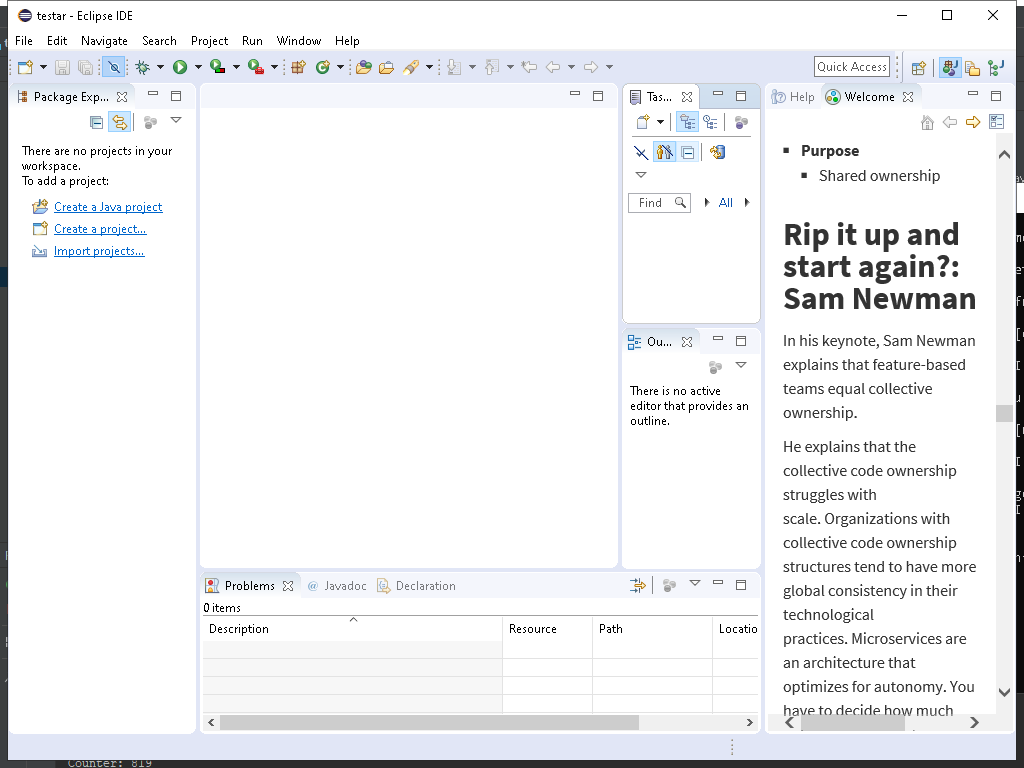 testar - Eclipse IDE
File Edit Navigate Search Project Run Window Help
Quick Access
Package Exp...
There are no projects in your
workspace.
To add a project:
Create a Java project
Create a project...
Import projects...
Tas...
Find
All
Ou...
There is no active
editor that provides an
outline.
Problems
@ Javadoc
Declaration
0 items
Description Resource Path Locatio
Help
Welcome
▪ Purpose
▪ Shared ownership
Rip it up and
start again?:
Sam Newman
In his keynote, Sam Newman
explains that feature-based
teams equal collective
ownership.
He explains that the
collective code ownership
struggles with
scale. Organizations with
collective code ownership
structures tend to have more
global consistency in their
technological
practices. Microservices are
an architecture that
optimizes for autonomy. You
have to decide how much
Counter: 819